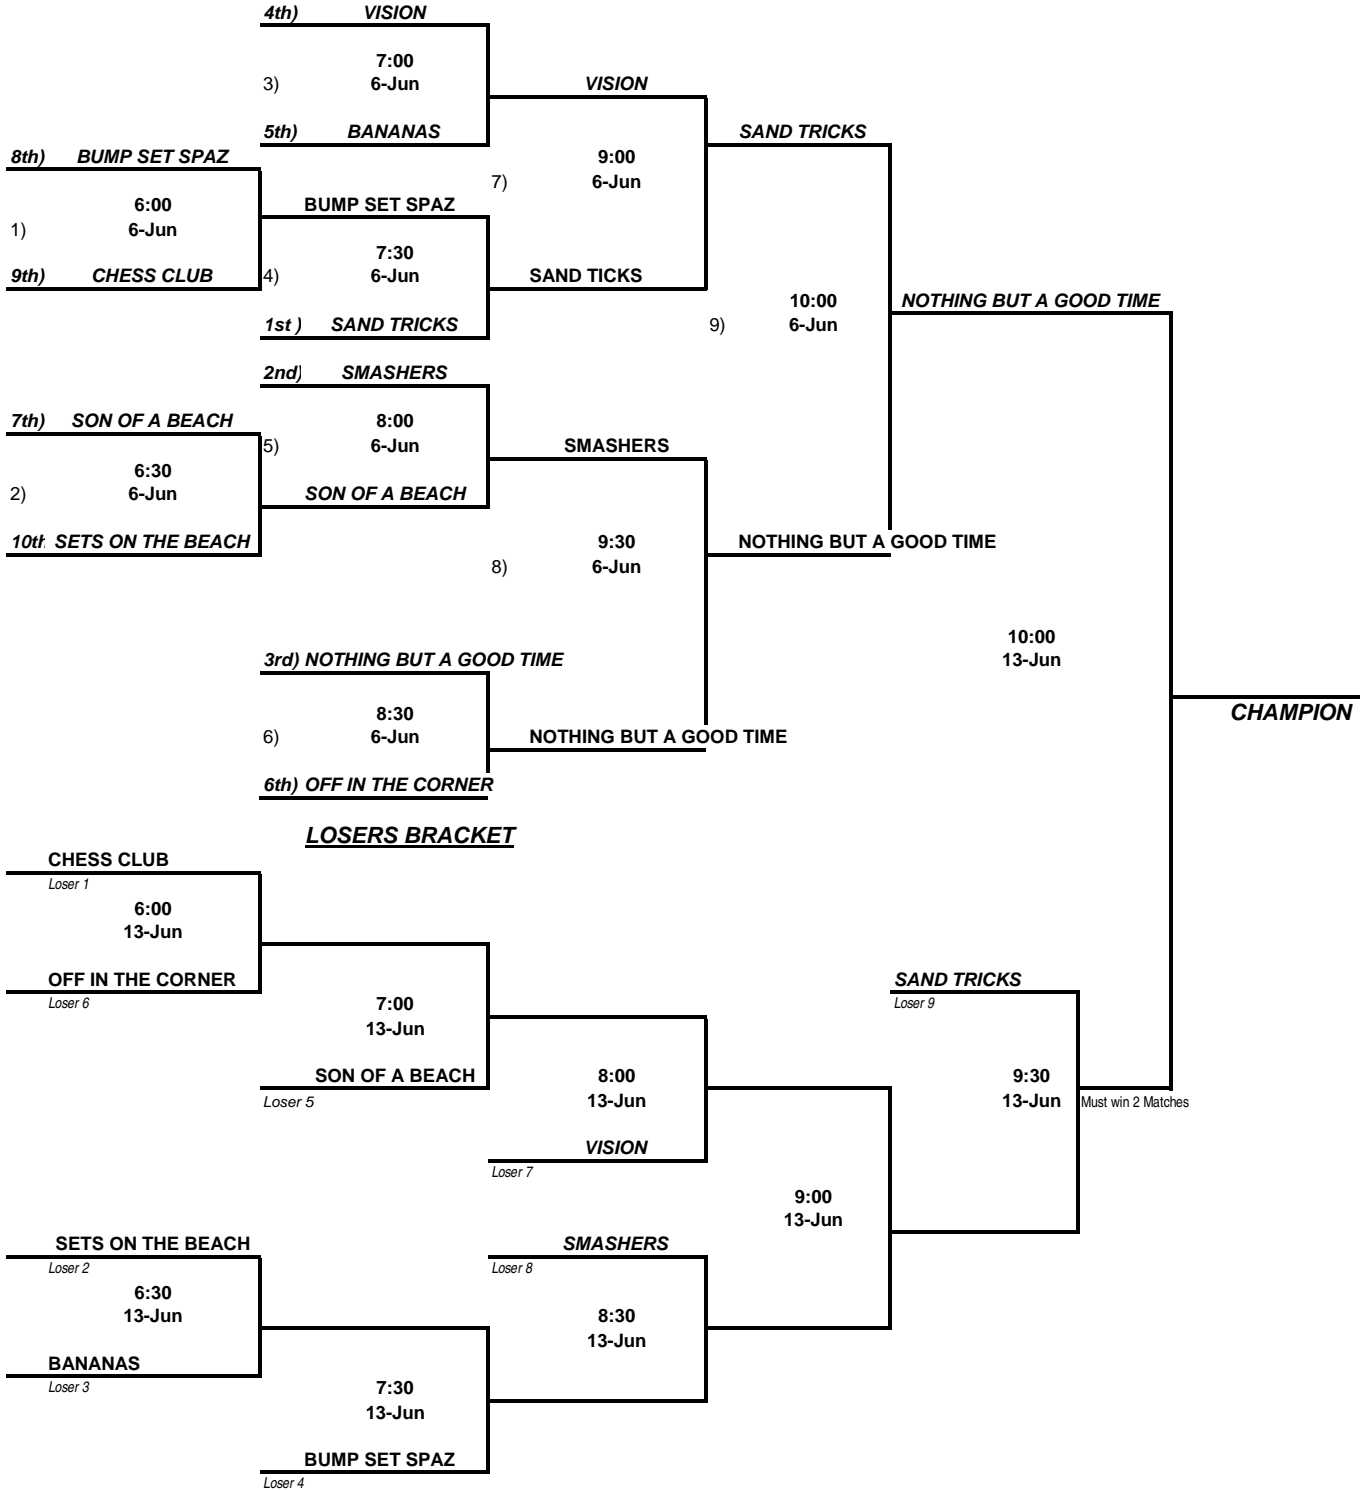 4th) VISION
7:00
3) 6-Jun VISION
5th) BANANAS SAND TRICKS
8th) BUMP SET SPAZ 9:00
7) 6-Jun
6:00 BUMP SET SPAZ
1) 6-Jun
7:30
9th) CHESS CLUB 4) 6-Jun SAND TICKS
10:00 NOTHING BUT A GOOD TIME
1st ) SAND TRICKS 9) 6-Jun
2nd) SMASHERS
7th) SON OF A BEACH 8:00
5) 6-Jun SMASHERS
6:30
2) 6-Jun SON OF A BEACH
10th SETS ON THE BEACH 9:30 NOTHING BUT A GOOD TIME
8) 6-Jun
10:00
3rd) NOTHING BUT A GOOD TIME 13-Jun
8:30 CHAMPION
6) 6-Jun NOTHING BUT A GOOD TIME
6th) OFF IN THE CORNER
LOSERS BRACKET
CHESS CLUB
Loser 1
6:00
13-Jun
OFF IN THE CORNER SAND TRICKS
Loser 6 7:00 Loser 9
13-Jun
SON OF A BEACH 8:00 9:30
Loser 5 13-Jun 13-Jun Must win 2 Matches
VISION
Loser 7
9:00
13-Jun
SETS ON THE BEACH SMASHERS
Loser 2 Loser 8
6:30
13-Jun 8:30
13-Jun
BANANAS
Loser 3 7:30
13-Jun
BUMP SET SPAZ
Loser 4